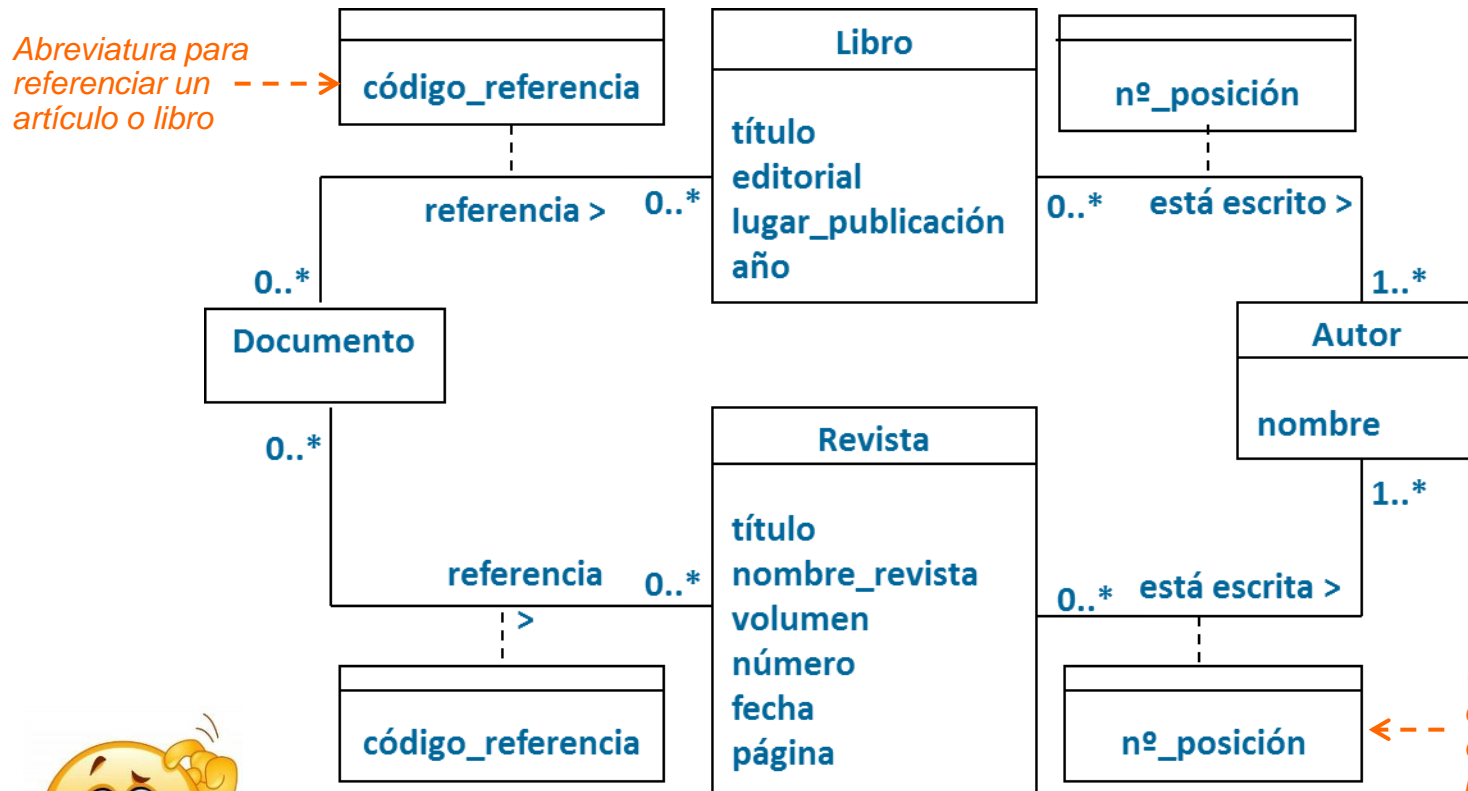 Abreviatura para
referenciar un
artículo o libro
código_referencia
Libro
título
editorial
lugar_publicación
año
nº_posición
referencia >
0..*
0..*
está escrito >
0..*
1..*
Documento
Autor
nombre
0..*
1..*
Revista
título
nombre_revista
volumen
número
fecha
página
referencia
>
0..*
0..*
está escrita >
código_referencia
nº_posición